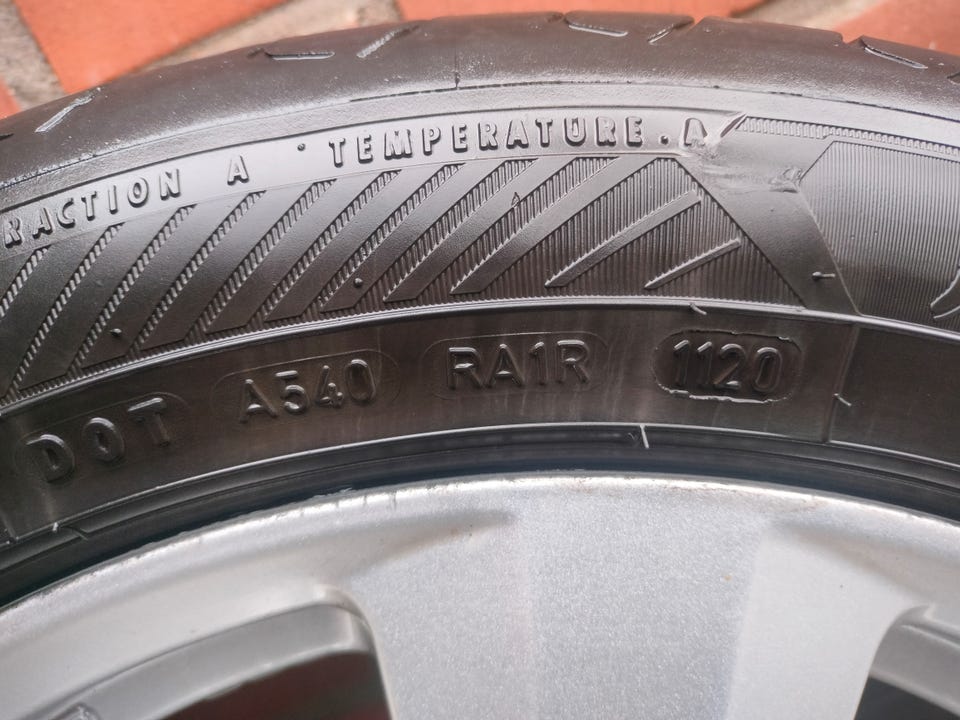 RACTION A · TEMPERATURE . A
DOT A540 RA1R 1120